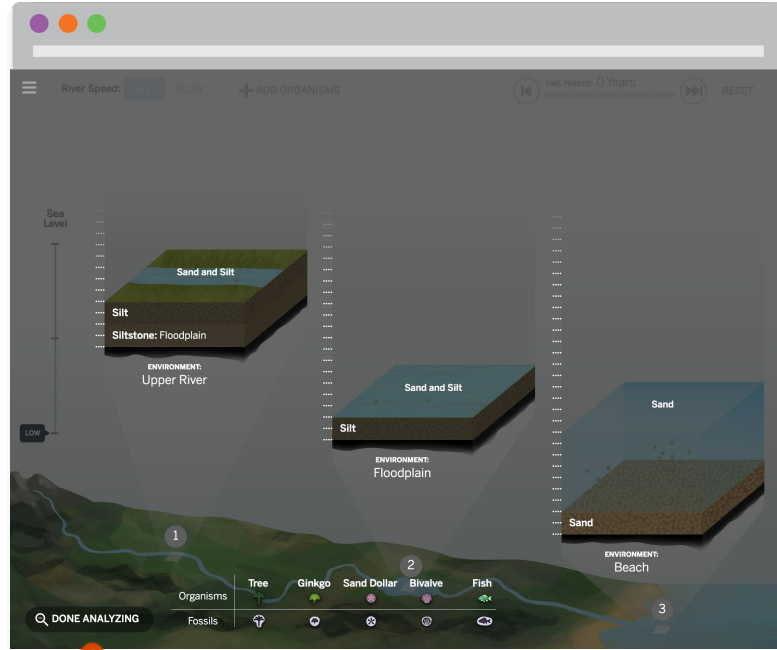 River Speed: FAST SLOW
ADD ORGANISMS
TIME PASSED: 0 Years
RESET
Sea
Level
LOW
Sand and Silt
Silt
Siltstone: Floodplain
ENVIRONMENT:
Upper River
Sand and Silt
Silt
ENVIRONMENT:
Floodplain
Sand
Sand
ENVIRONMENT:
Beach
1
2
3
Tree Ginkgo Sand Dollar Bivalve Fish
Organisms
Fossils
DONE ANALYZING